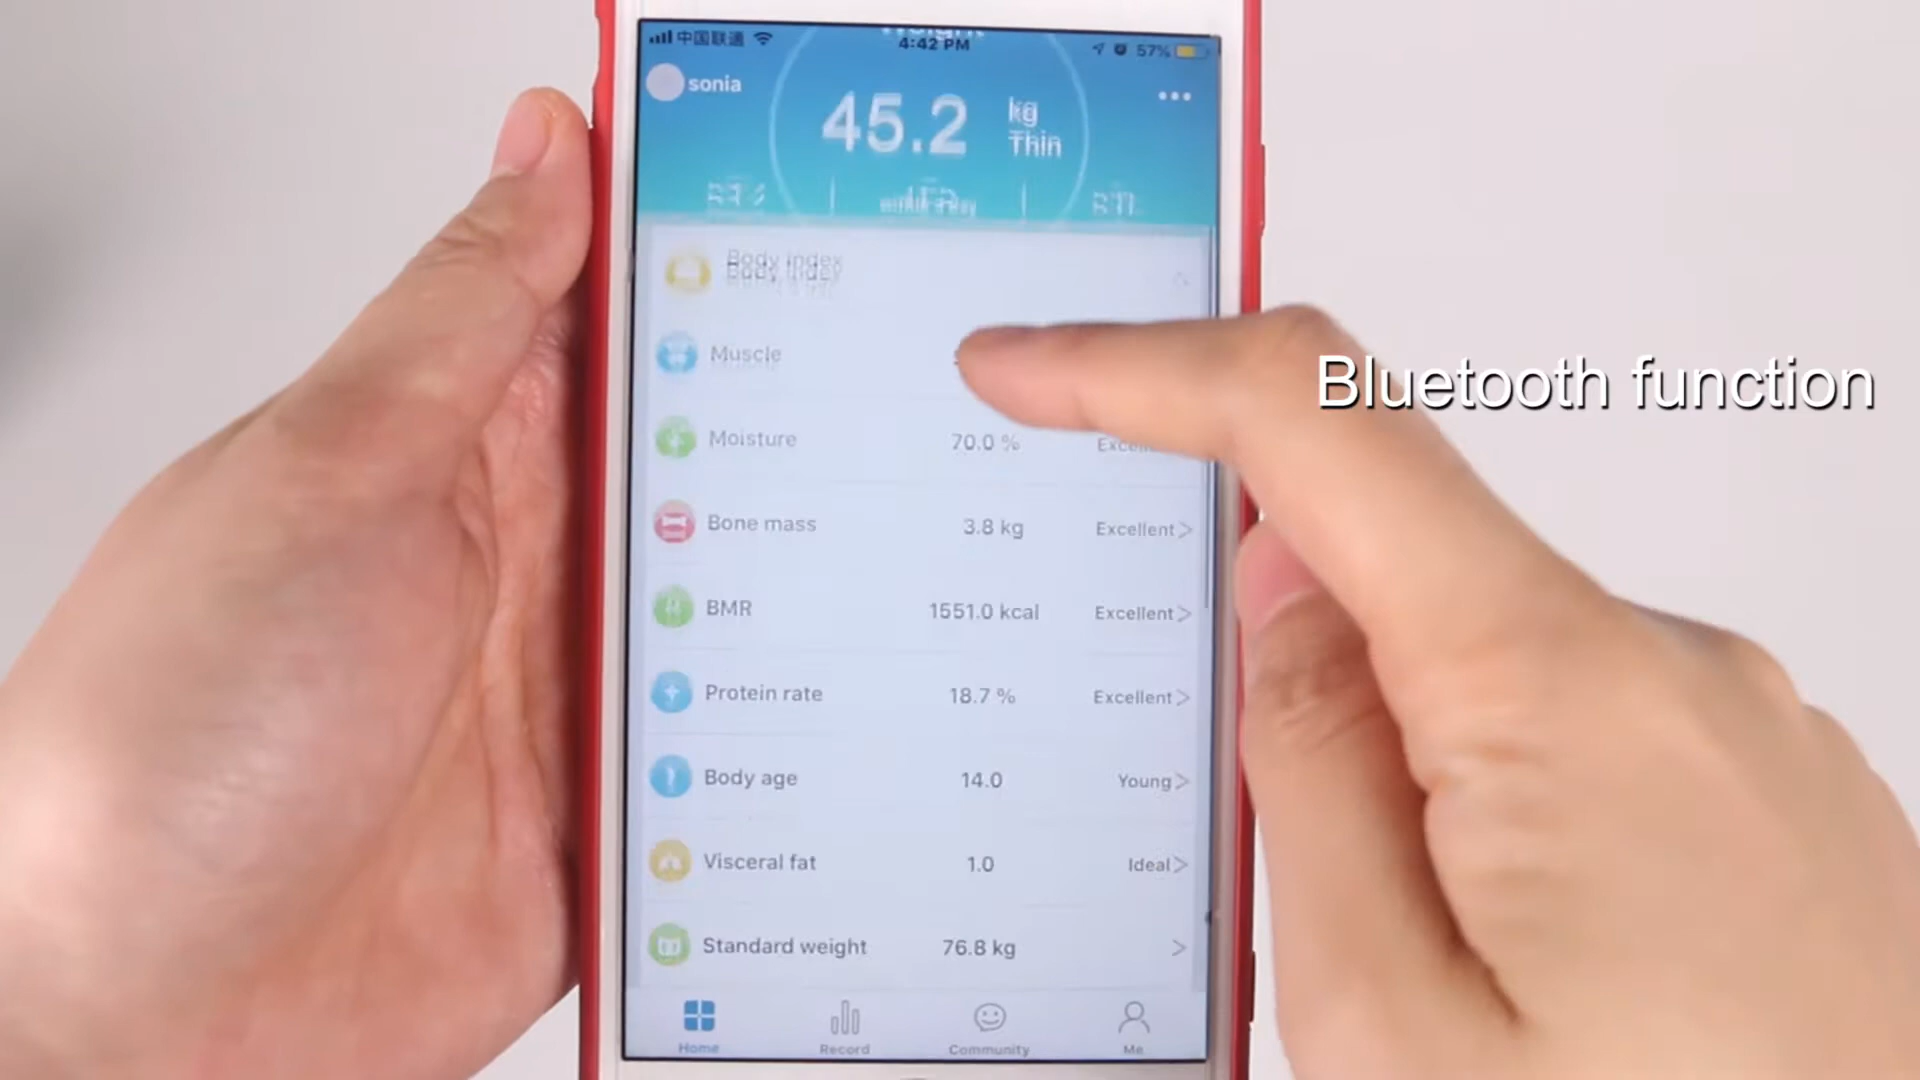 中国联通
4:42 PM
57%
sonia
45.2
kg
Thin
Body Index
Muscle
Moisture 70.0 %
Bone mass 3.8 kg Excellent >
BMR 1551.0 kcal Excellent >
Protein rate 18.7 % Excellent >
Body age 14.0 Young >
Visceral fat 1.0 Ideal >
Standard weight 76.8 kg >
Home Record Community Me
Bluetooth function